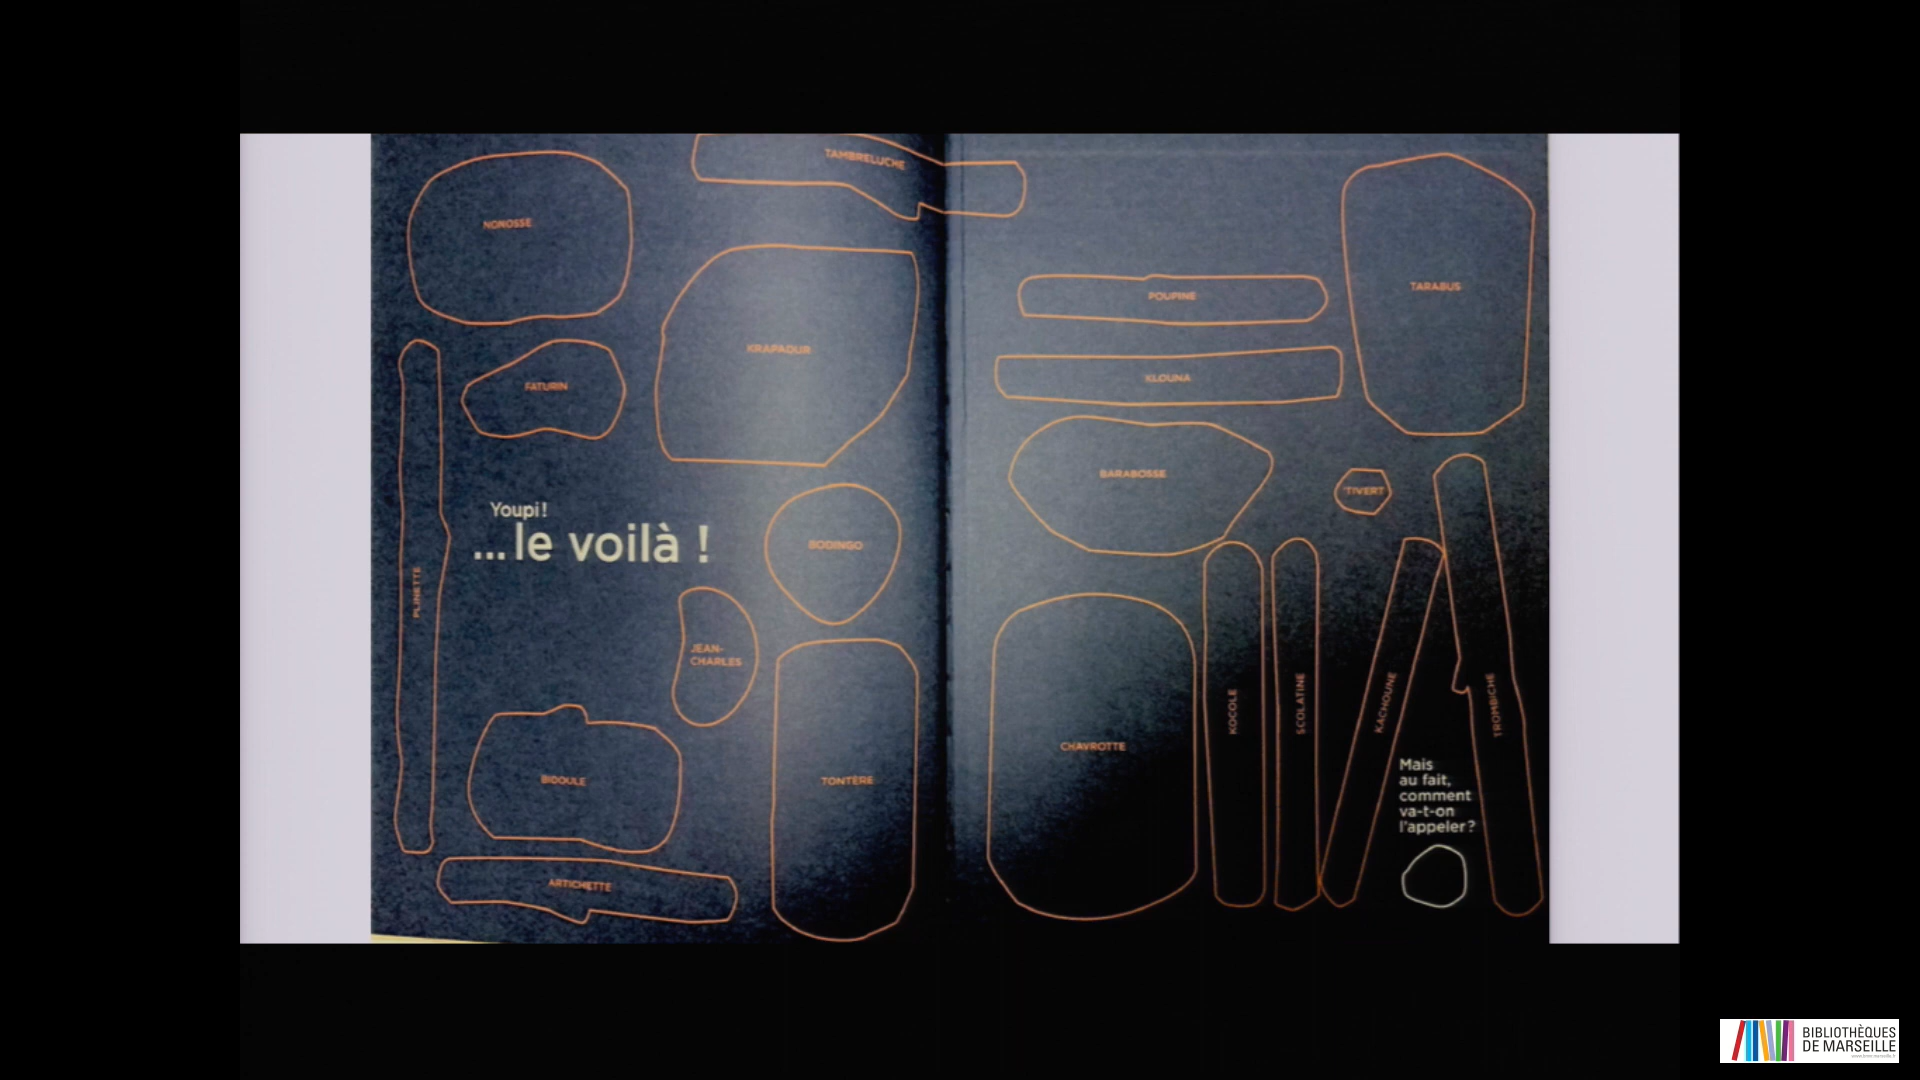 TAMBRELUCHE
NONOSSE
KRAPAOUR
FATURIN
Youpi!
...le voilà !
BODINGO
PLINETTE
JEAN-
CHARLES
BIDOULE
TONTÈRE
ARTICHETTE
TARABUS
POUPINE
KLOUNA
BARABOSSE
'TIVERT
CHAVROTTE
KOCOLE
SCOLATINE
KACHOUNE
TROMBICHE
Mais
au fait,
comment
va-t-on
l'appeler?
BIBLIOTHÈQUES
DE MARSEILLE